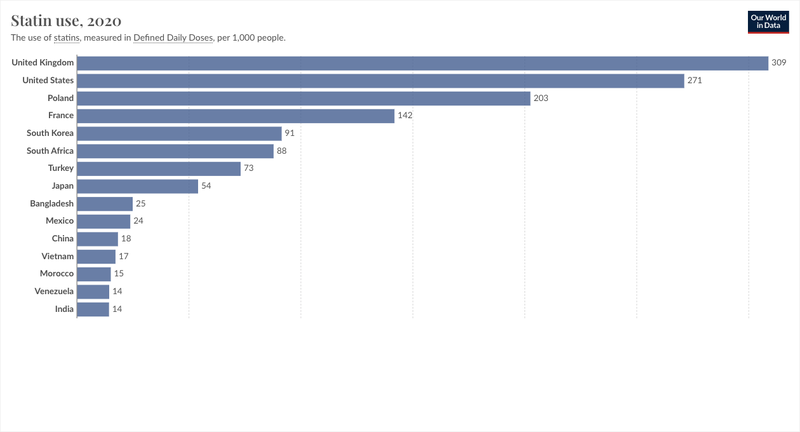 Statin use, 2020
Our World
in Data
The use of statins, measured in Defined Daily Doses, per 1,000 people.
United Kingdom 309
United States 271
Poland 203
France 142
South Korea 91
South Africa 88
Turkey 73
Japan 54
Bangladesh 25
Mexico 24
China 18
Vietnam 17
Morocco 15
Venezuela 14
India 14